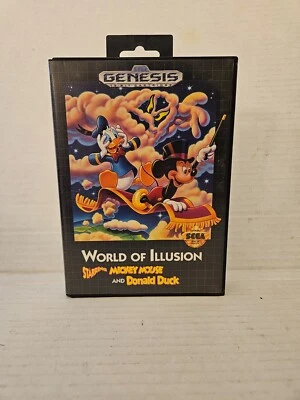 GENESIS
WORLD OF ILLUSION
STARRING MICKEY MOUSE
AND Donald Duck
SEGA